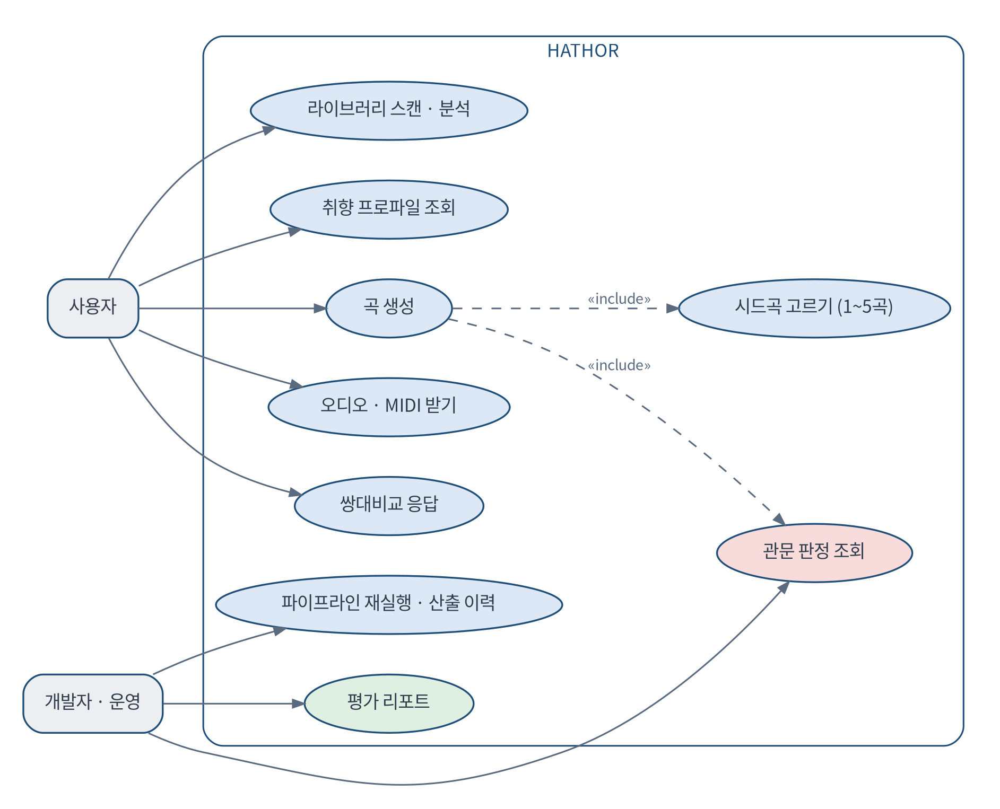 HATHOR
라이브러리 스캔 · 분석
취향 프로파일 조회
사용자
곡 생성
«include»
시드곡 고르기 (1~5곡)
«include»
오디오 · MIDI 받기
쌍대비교 응답
관문 판정 조회
파이프라인 재실행 · 산출 이력
개발자 · 운영
평가 리포트